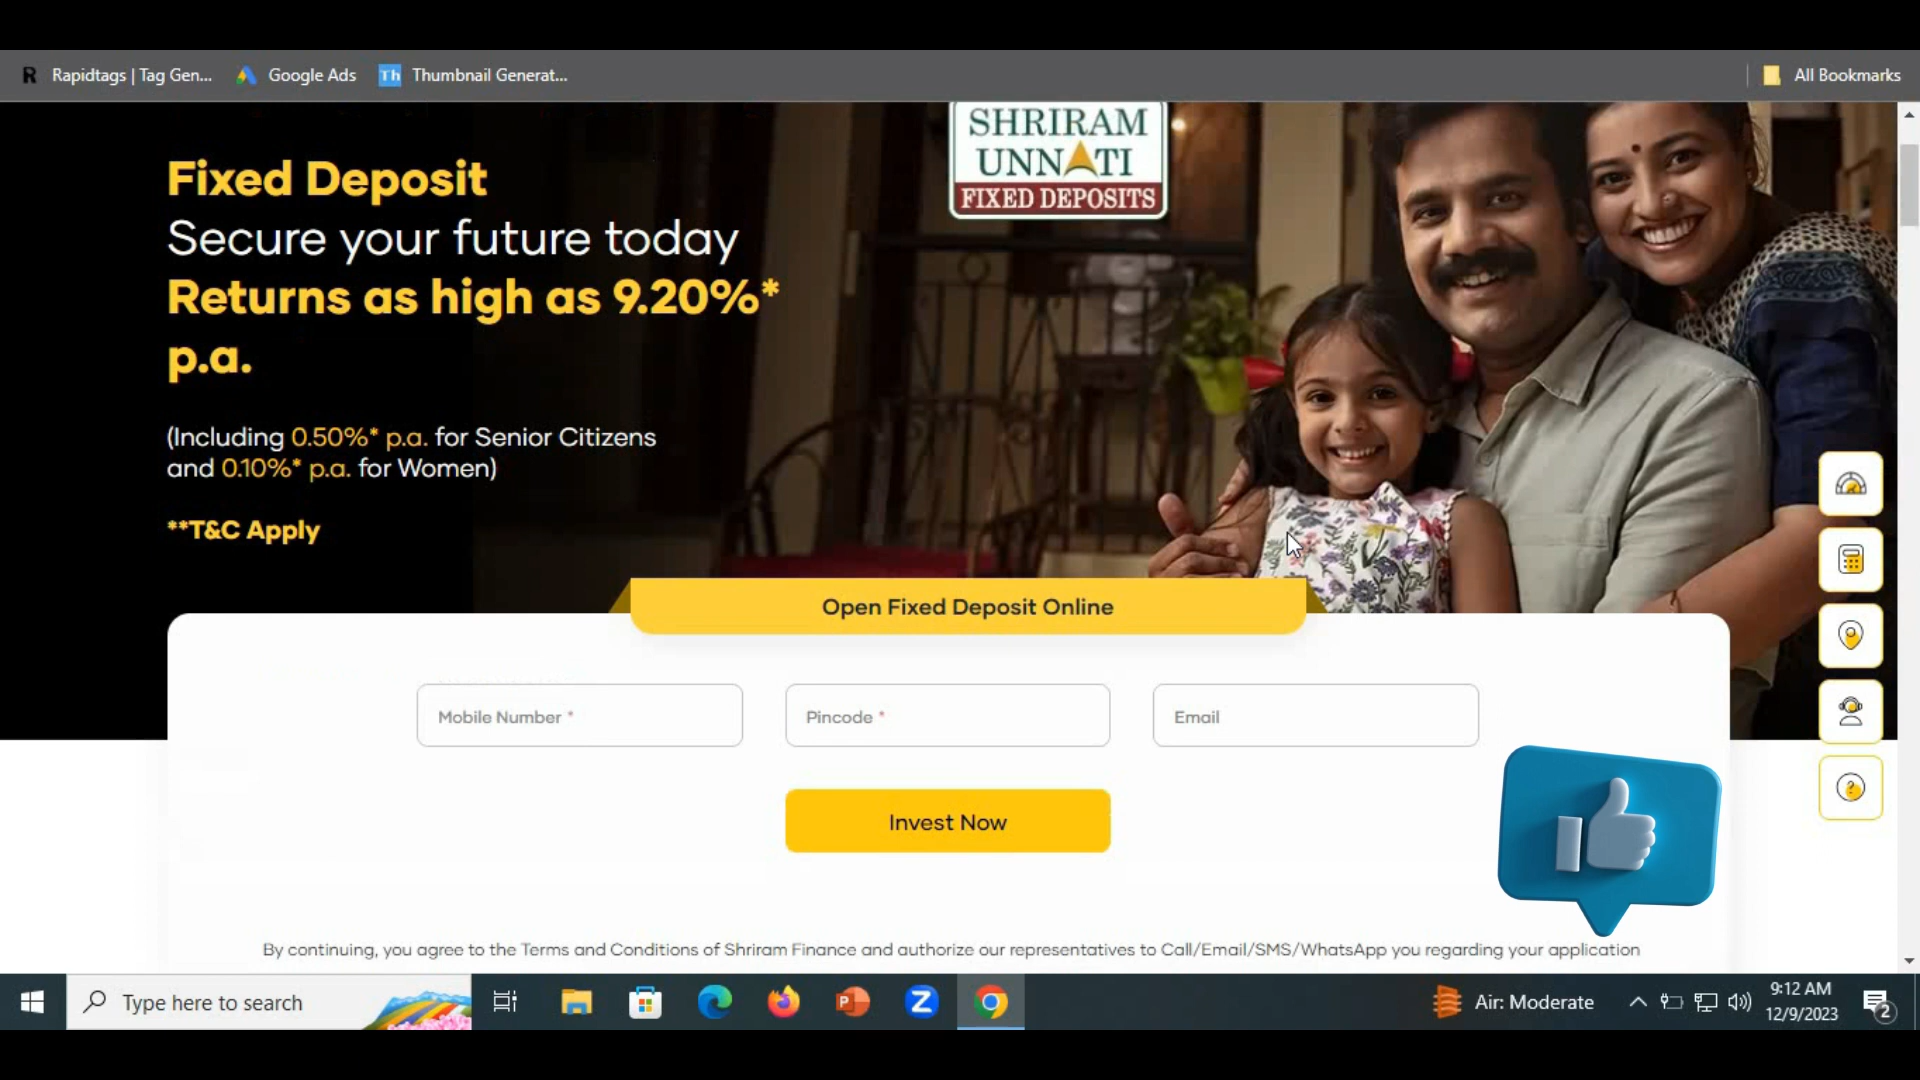 R Rapidtags | Tag Gen...
Google Ads
Th Thumbnail Generat...
All Bookmarks
SHRIRAM
UNNATI
FIXED DEPOSITS
Fixed Deposit
Secure your future today
Returns as high as 9.20%*
p.a.
(Including 0.50%* p.a. for Senior Citizens
and 0.10%* p.a. for Women)
**T&C Apply
Open Fixed Deposit Online
Mobile Number *
Pincode *
Email
Invest Now
By continuing, you agree to the Terms and Conditions of Shriram Finance and authorize our representatives to Call/Email/SMS/WhatsApp you regarding your application
Type here to search
Air: Moderate
9:12 AM
12/9/2023
2